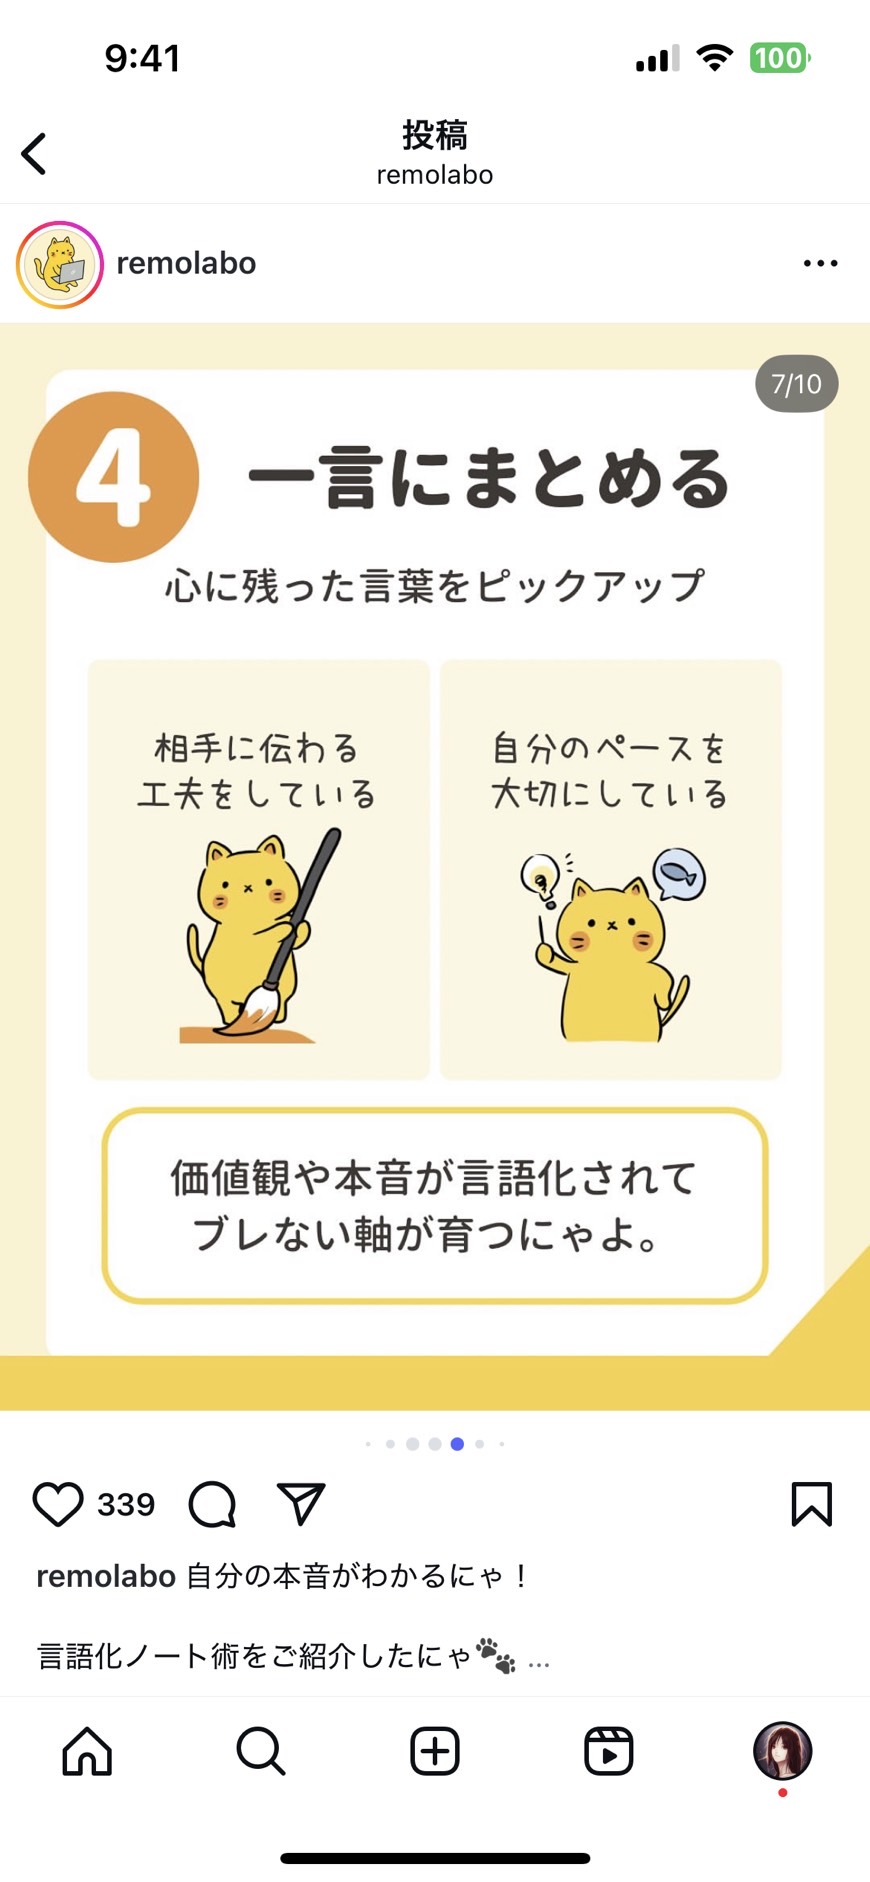 9:41
100
投稿
remolabo
remolabo
7/10
4
一言にまとめる
心に残った言葉をピックアップ
相手に伝わる
工夫をしている
自分のペースを
大切にしている
価値観や本音が言語化されて
ブレない軸が育つにゃよ。
339
remolabo 自分の本音がわかるにゃ！
言語化ノート術をご紹介したにゃ🐾 ...